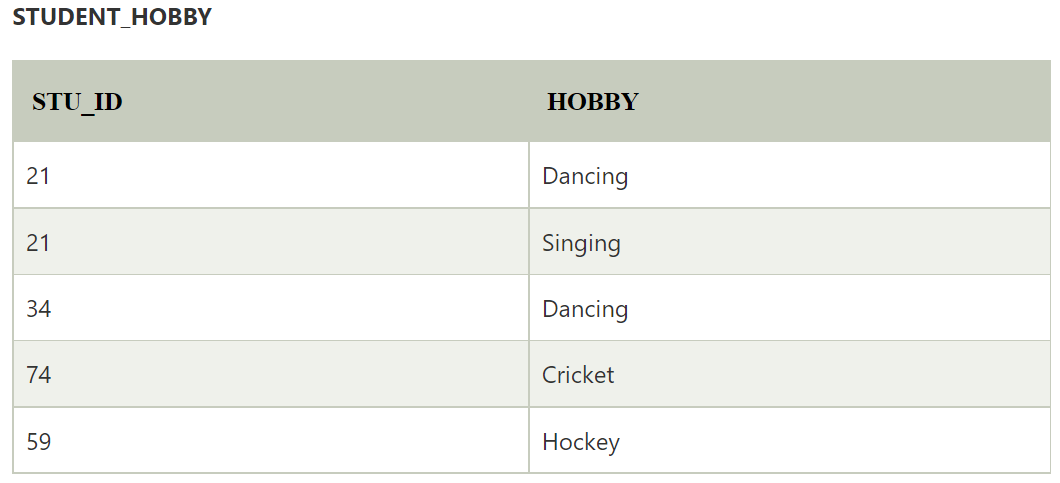 STUDENT_HOBBY
STU_ID HOBBY
21 Dancing
21 Singing
34 Dancing
74 Cricket
59 Hockey